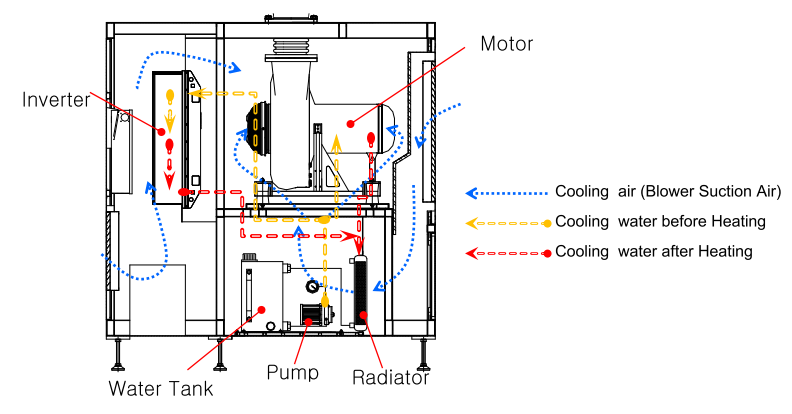 Motor
Inverter
Cooling air (Blower Suction Air)
Cooling water before Heating
Cooling water after Heating
Water Tank
Pump
Radiator